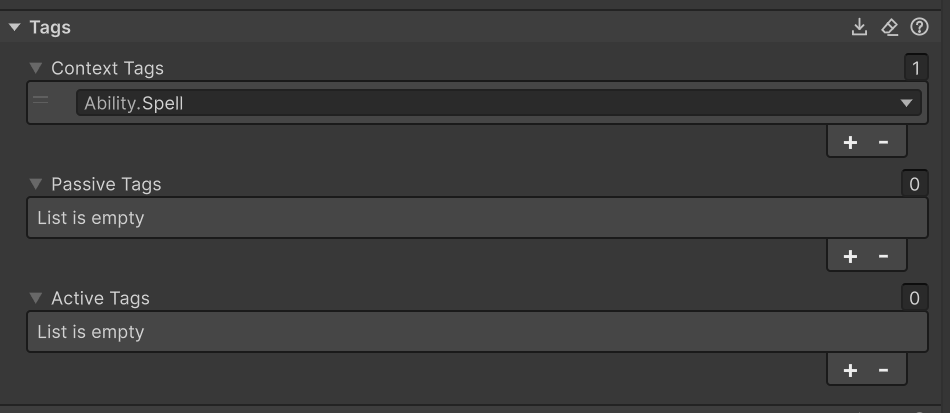 Tags
Context Tags 1
Ability.Spell
+ -
Passive Tags 0
List is empty
+ -
Active Tags 0
List is empty
+ -